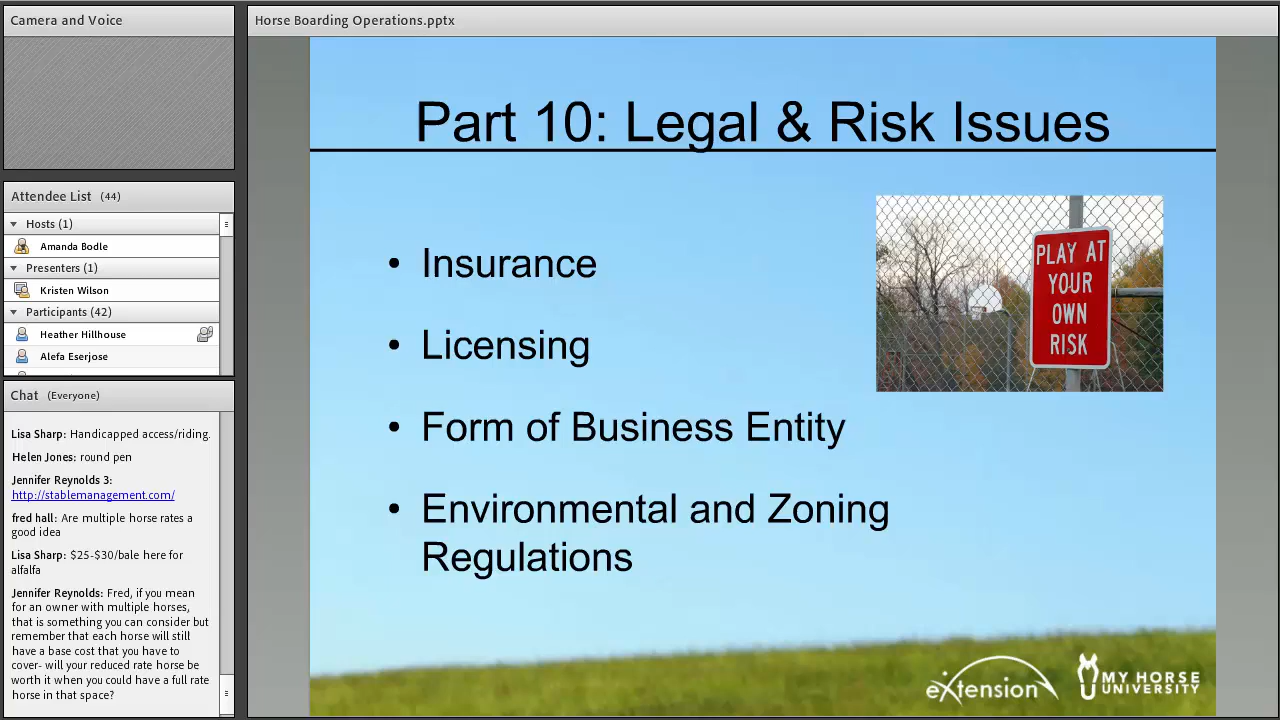 Camera and Voice
Attendee List (44)
Hosts (1)
Amanda Bodle
Presenters (1)
Kristen Wilson
Participants (42)
Heather Hillhouse
Alefa Eserjose
Chat (Everyone)
Lisa Sharp: Handicapped access/riding.
Helen Jones: round pen
Jennifer Reynolds 3:
http://stablemanagement.com/
fred hall: Are multiple horse rates a
good idea
Lisa Sharp: $25-$30/bale here for
alfalfa
Jennifer Reynolds: Fred, if you mean
for an owner with multiple horses,
that is something you can consider but
remember that each horse will still
have a base cost that you have to
cover- will your reduced rate horse be
worth it when you could have a full rate
horse in that space?
Horse Boarding Operations.pptx
Part 10: Legal & Risk Issues
• Insurance
• Licensing
• Form of Business Entity
• Environmental and Zoning
Regulations
PLAY AT
YOUR
OWN
RISK
eXtension
MY HORSE
UNIVERSITY